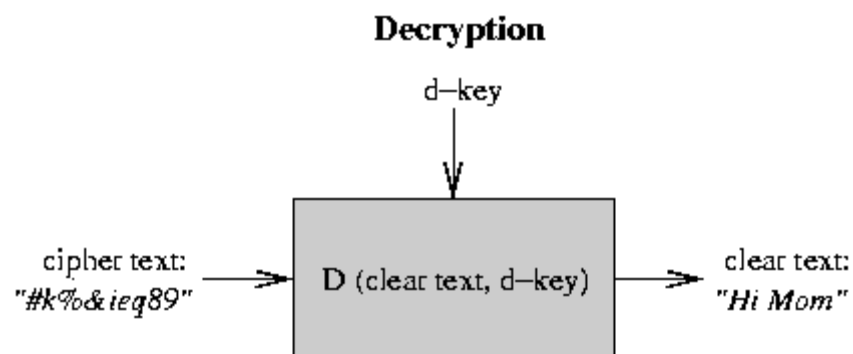 Decryption
d–key
cipher text:
"#k%&ieq89"
D (clear text, d–key)
clear text:
"Hi Mom"